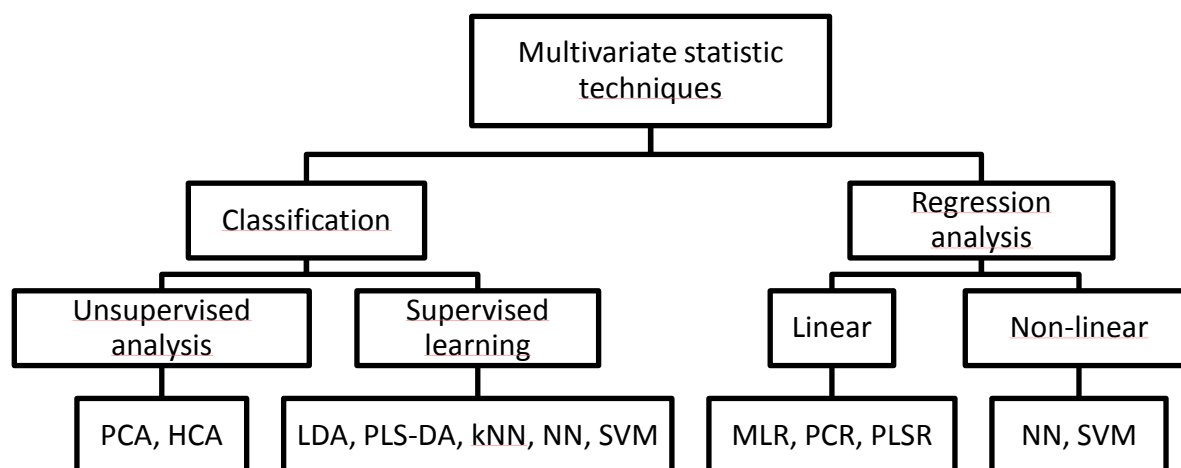 Multivariate statistic
techniques
Classification
Regression
analysis
Unsupervised
analysis
Supervised
learning
Linear
Non-linear
PCA, HCA
LDA, PLS-DA, kNN, NN, SVM
MLR, PCR, PLSR
NN, SVM